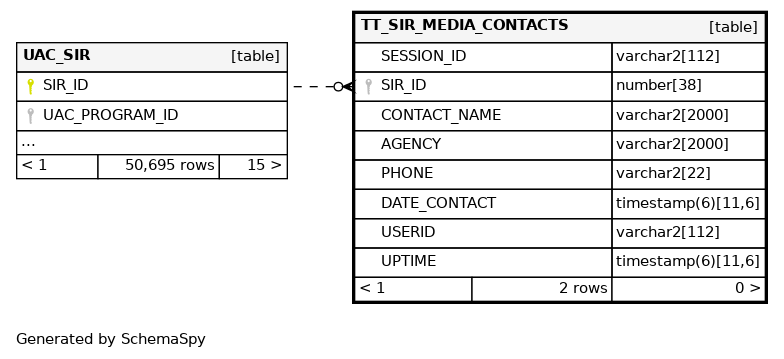 UAC_SIR [table]
SIR_ID
UAC_PROGRAM_ID
...
< 1 50,695 rows 15 >
TT_SIR_MEDIA_CONTACTS [table]
SESSION_ID varchar2[112]
SIR_ID number[38]
CONTACT_NAME varchar2[2000]
AGENCY varchar2[2000]
PHONE varchar2[22]
DATE_CONTACT timestamp(6)[11,6]
USERID varchar2[112]
UPTIME timestamp(6)[11,6]
< 1 2 rows 0 >
Generated by SchemaSpy